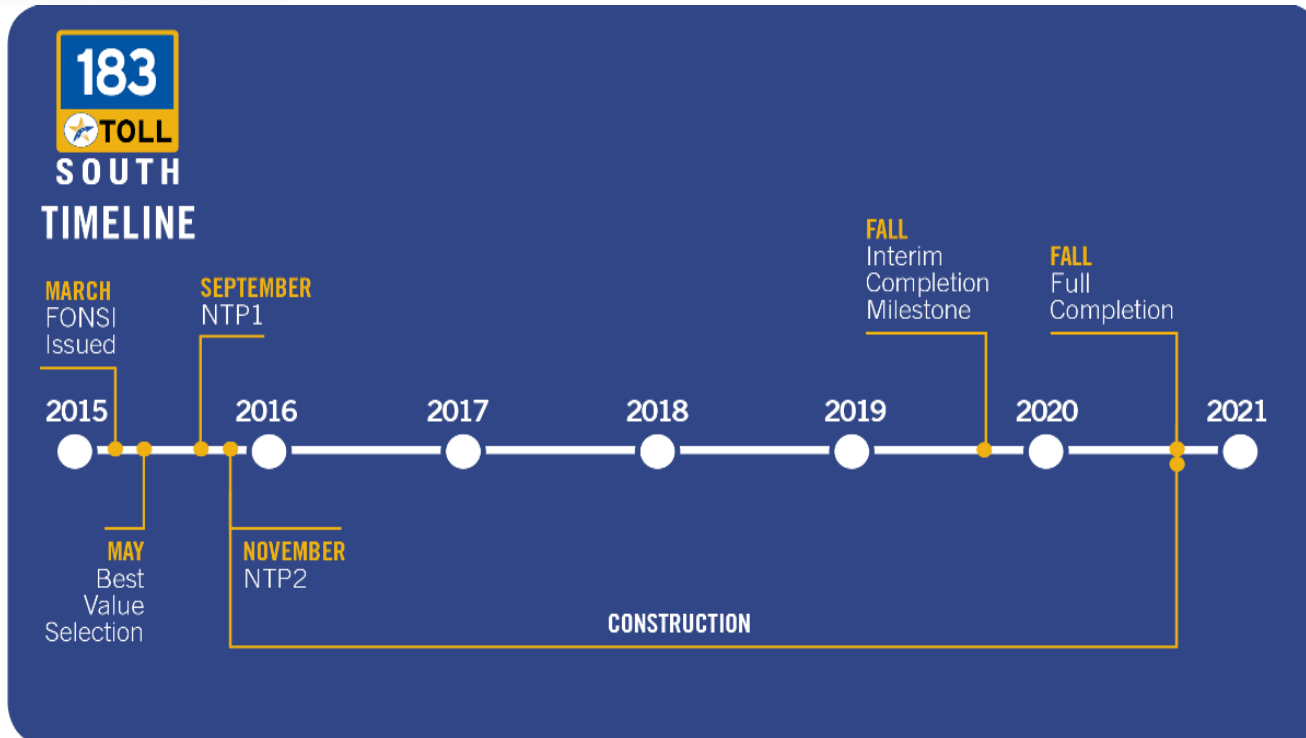 183
TOLL
SOUTH
TIMELINE
MARCH
FONSI
Issued
SEPTEMBER
NTP1
FALL
Interim
Completion
Milestone
FALL
Full
Completion
2015
2016
2017
2018
2019
2020
2021
MAY
Best
Value
Selection
NOVEMBER
NTP2
CONSTRUCTION